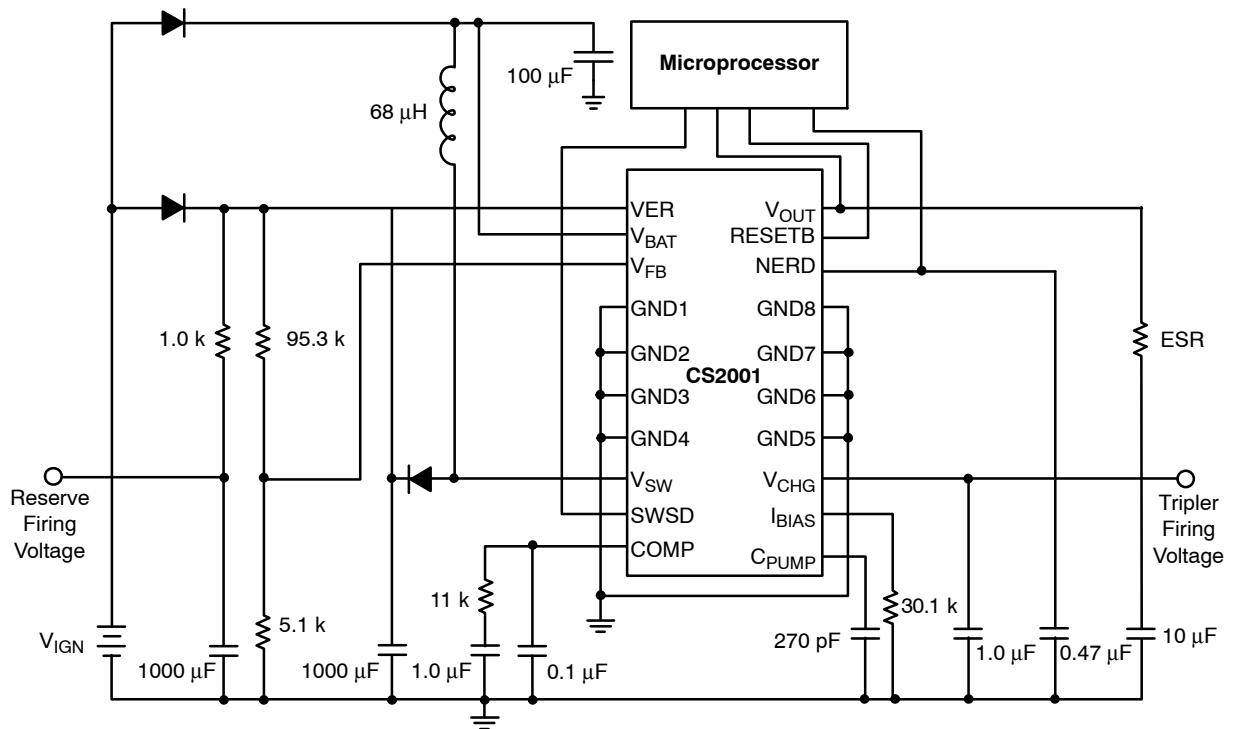 100 μF
Microprocessor
68 μH
VER
V_OUT
V_BAT
RESETB
V_FB
NERD
GND1
GND8
1.0 k
95.3 k
ESR
GND2
GND7
CS2001
GND3
GND6
GND4
GND5
Reserve
Firing
Voltage
V_SW
V_CHG
Tripler
Firing
Voltage
SWSD
I_BIAS
COMP
C_PUMP
11 k
30.1 k
5.1 k
V_IGN
1000 μF
1000 μF
1.0 μF
0.1 μF
270 pF
1.0 μF
0.47 μF
10 μF